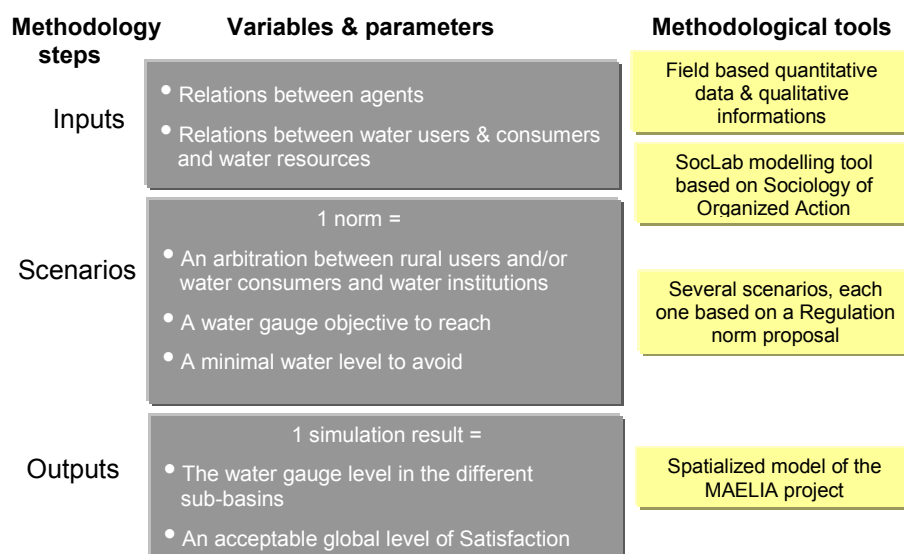 Methodology steps
Variables & parameters
Methodological tools
Inputs
• Relations between agents
• Relations between water users & consumers
and water resources
Field based quantitative
data & qualitative
informations
SocLab modelling tool
based on Sociology of
Organized Action
Scenarios
1 norm =
• An arbitration between rural users and/or
water consumers and water institutions
• A water gauge objective to reach
• A minimal water level to avoid
Several scenarios, each
one based on a Regulation
norm proposal
Outputs
1 simulation result =
• The water gauge level in the different
sub-basins
• An acceptable global level of Satisfaction
Spatialized model of the
MAELIA project